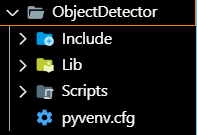 ObjectDetector
Include
Lib
Scripts
pyvenv.cfg